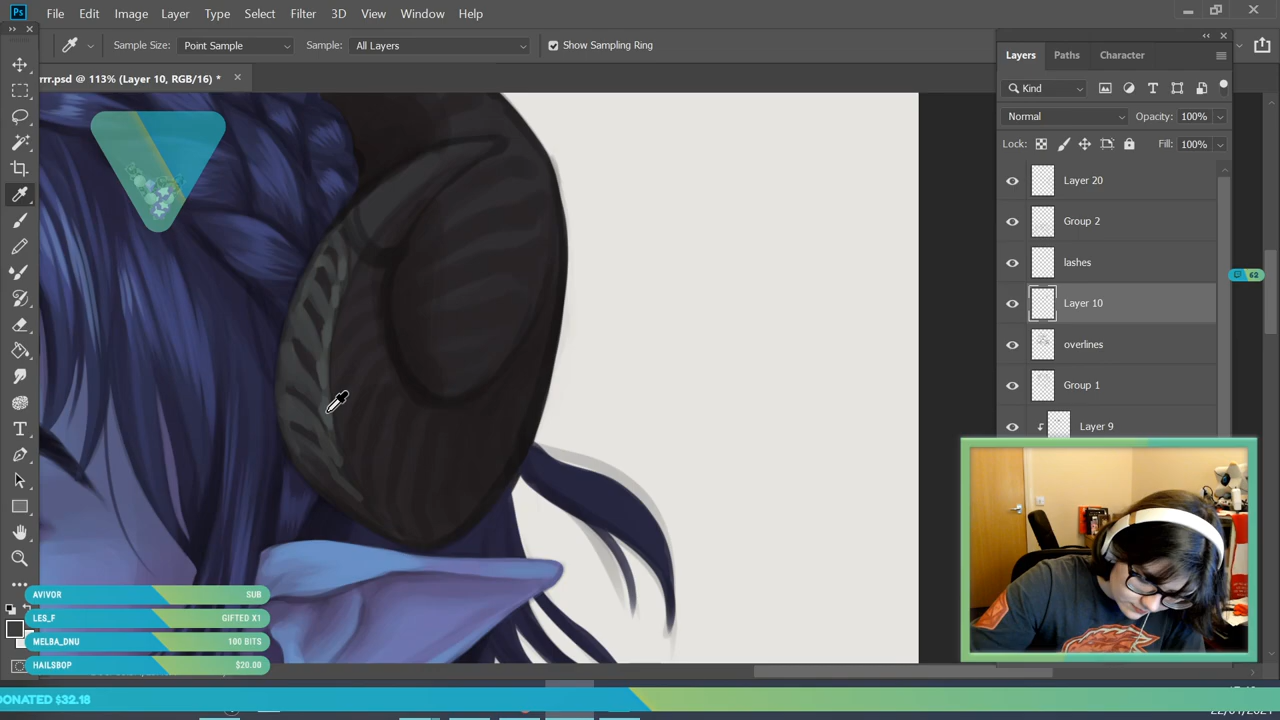 Ps File Edit Image Layer Type Select Filter 3D View Window Help
Sample Size: Point Sample Sample: All Layers Show Sampling Ring
rrr.psd @ 113% (Layer 10, RGB/16) *
Layers Paths Character
Kind
Normal Opacity: 100%
Lock: Fill: 100%
Layer 20
Group 2
lashes
62
Layer 10
overlines
Group 1
Layer 9
AVIVOR SUB
LES_F GIFTED X1
MELBA_DNU 100 BITS
HAILSBOP $20.00
DONATED $32.18